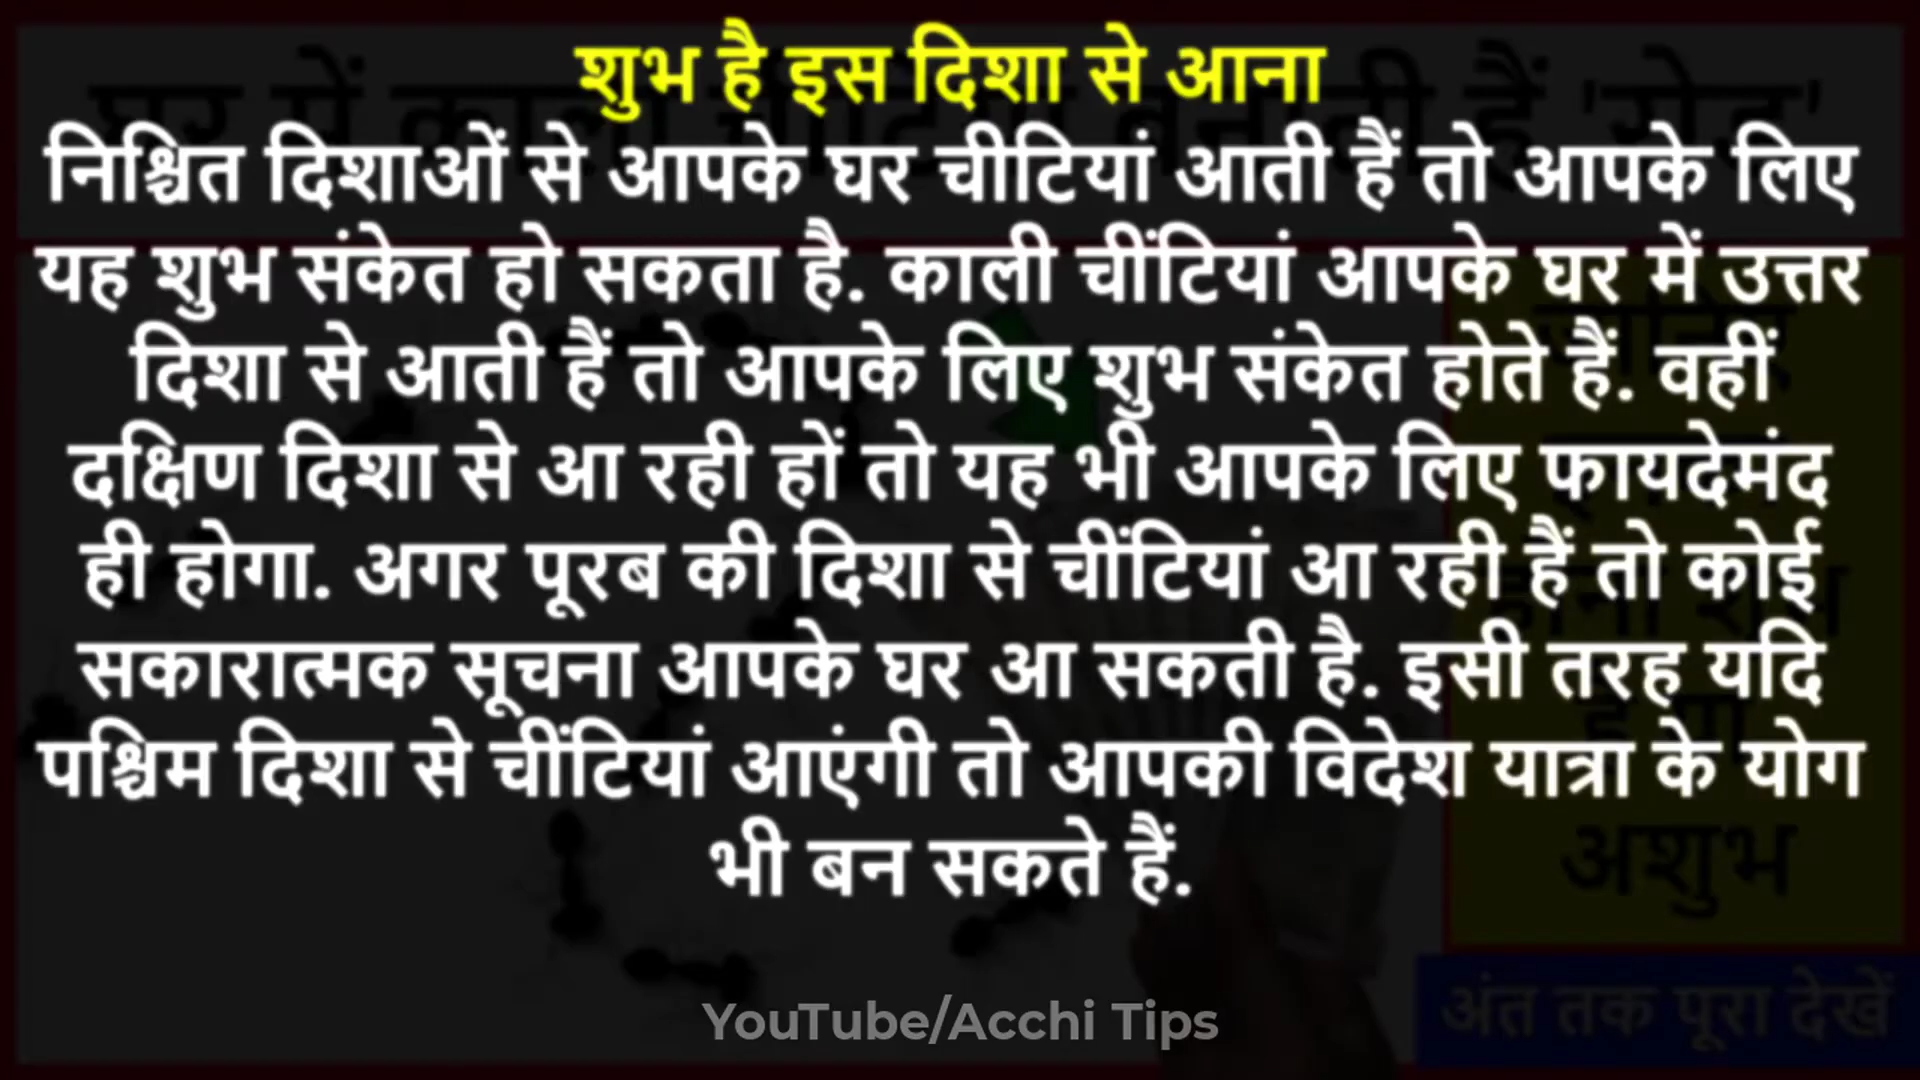 शुभ है इस दिशा से आना
निश्चित दिशाओं से आपके घर चीटियां आती हैं तो आपके लिए
यह शुभ संकेत हो सकता है. काली चींटियां आपके घर में उत्तर
दिशा से आती हैं तो आपके लिए शुभ संकेत होते हैं. वहीं
दक्षिण दिशा से आ रही हों तो यह भी आपके लिए फायदेमंद
ही होगा. अगर पूरब की दिशा से चींटियां आ रही हैं तो कोई
सकारात्मक सूचना आपके घर आ सकती है. इसी तरह यदि
पश्चिम दिशा से चींटियां आएंगी तो आपकी विदेश यात्रा के योग
भी बन सकते हैं.
अशुभ
YouTube/Acchi Tips
अंत तक पूरा देखें